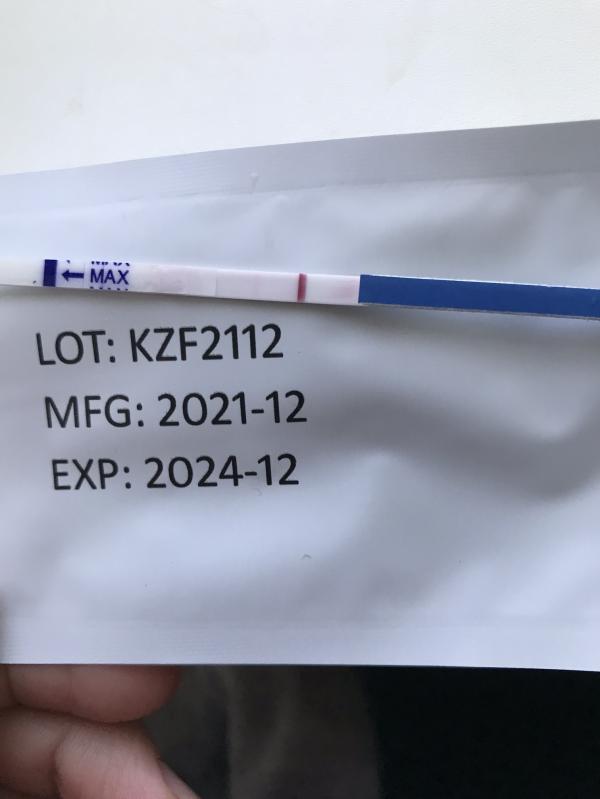 MAX
LOT: KZF2112
MFG: 2021-12
EXP: 2024-12